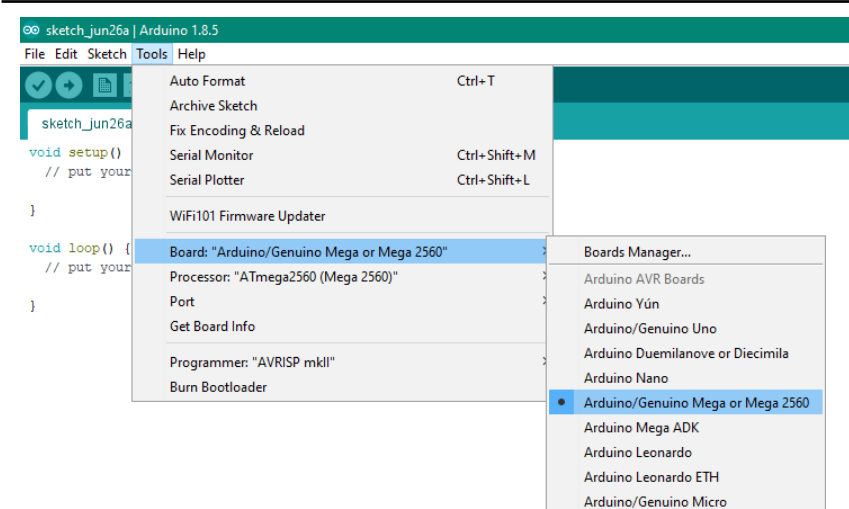 sketch_jun26a | Arduino 1.8.5
File Edit Sketch Tools Help
sketch_jun26a
void setup()
// put your
}
void loop() {
// put your
}
Auto Format Ctrl+T
Archive Sketch
Fix Encoding & Reload
Serial Monitor Ctrl+Shift+M
Serial Plotter Ctrl+Shift+L
WiFi101 Firmware Updater
Board: "Arduino/Genuino Mega or Mega 2560"
Processor: "ATmega2560 (Mega 2560)"
Port
Get Board Info
Programmer: "AVRISP mkII"
Burn Bootloader
Boards Manager...
Arduino AVR Boards
Arduino Yún
Arduino/Genuino Uno
Arduino Duemilanove or Diecimila
Arduino Nano
Arduino/Genuino Mega or Mega 2560
Arduino Mega ADK
Arduino Leonardo
Arduino Leonardo ETH
Arduino/Genuino Micro